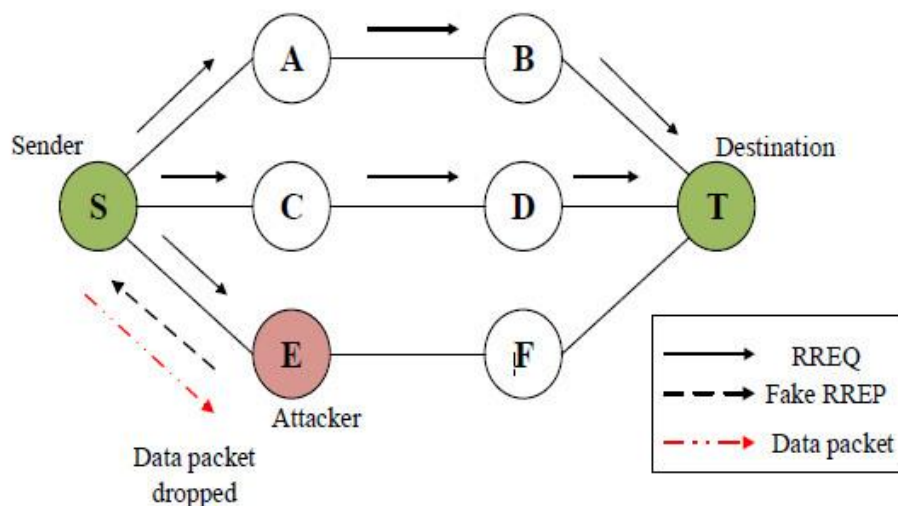 A
B
Sender
Destination
S
C
D
T
E
F
Attacker
Data packet
dropped
RREQ
Fake RREP
Data packet